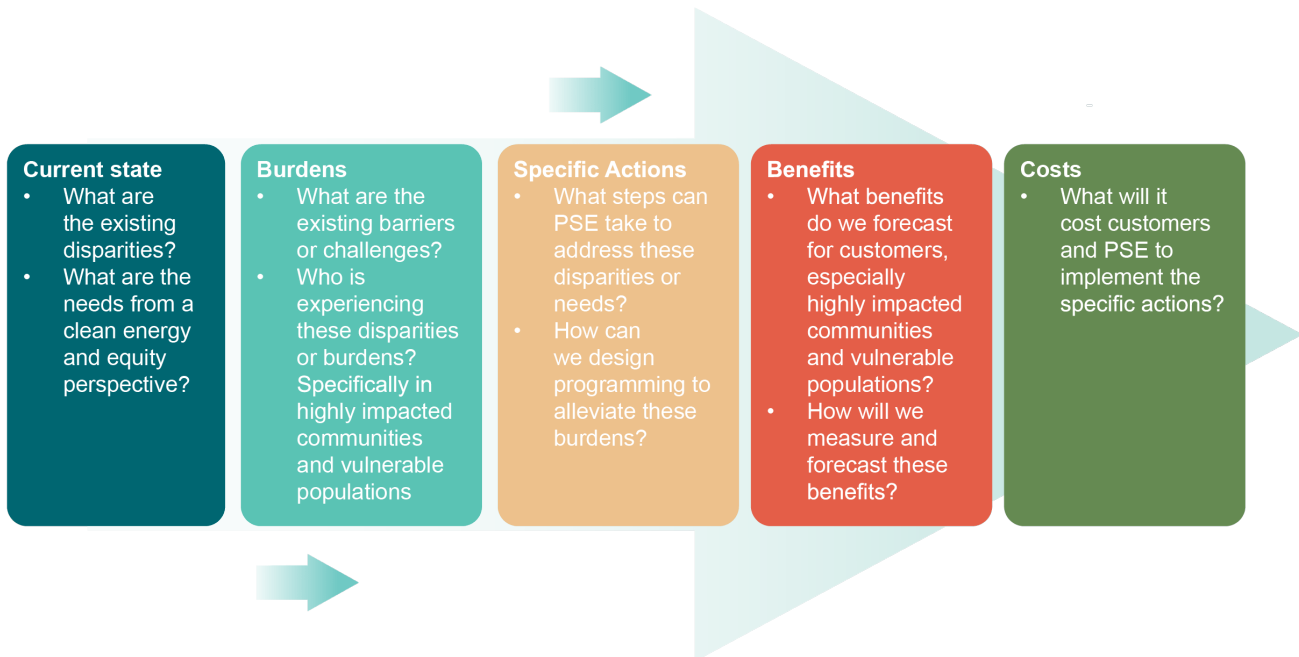 Current state
• What are
the existing
disparities?
• What are the
needs from a
clean energy
and equity
perspective?
Burdens
• What are the
existing barriers
or challenges?
• Who is
experiencing
these disparities
or burdens?
Specifically in
highly impacted
communities
and vulnerable
populations
Specific Actions
• What steps can
PSE take to
address these
disparities or
needs?
• How can
we design
programming to
alleviate these
burdens?
Benefits
• What benefits
do we forecast
for customers,
especially
highly impacted
communities
and vulnerable
populations?
• How will we
measure and
forecast these
benefits?
Costs
• What will it
cost customers
and PSE to
implement the
specific actions?